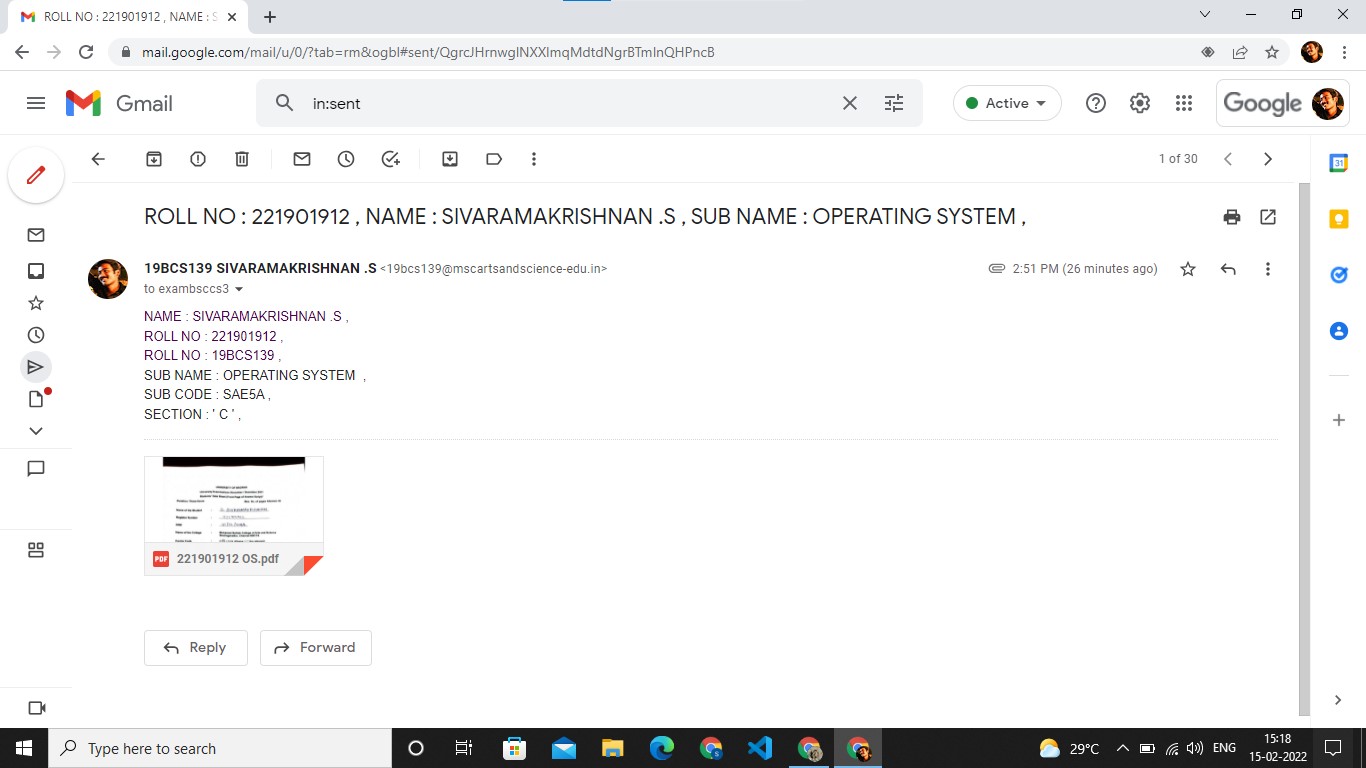 ROLL NO : 221901912 , NAME : S
mail.google.com/mail/u/0/?tab=rm&ogbl#sent/QgrcJHrnwglNXXlmqMdtdNgrBTmlnQHPncB
Gmail
in:sent
Active
Google
1 of 30
31
ROLL NO : 221901912 , NAME : SIVARAMAKRISHNAN .S , SUB NAME : OPERATING SYSTEM ,
19BCS139 SIVARAMAKRISHNAN .S <19bcs139@mscartsandscience-edu.in>
2:51 PM (26 minutes ago)
to exambsccs3
NAME : SIVARAMAKRISHNAN .S ,
ROLL NO : 221901912 ,
ROLL NO : 19BCS139 ,
SUB NAME : OPERATING SYSTEM  ,
SUB CODE : SAE5A ,
SECTION : ' C ' ,
PDF 221901912 OS.pdf
Reply
Forward
Type here to search
29°C
ENG
15:18
15-02-2022